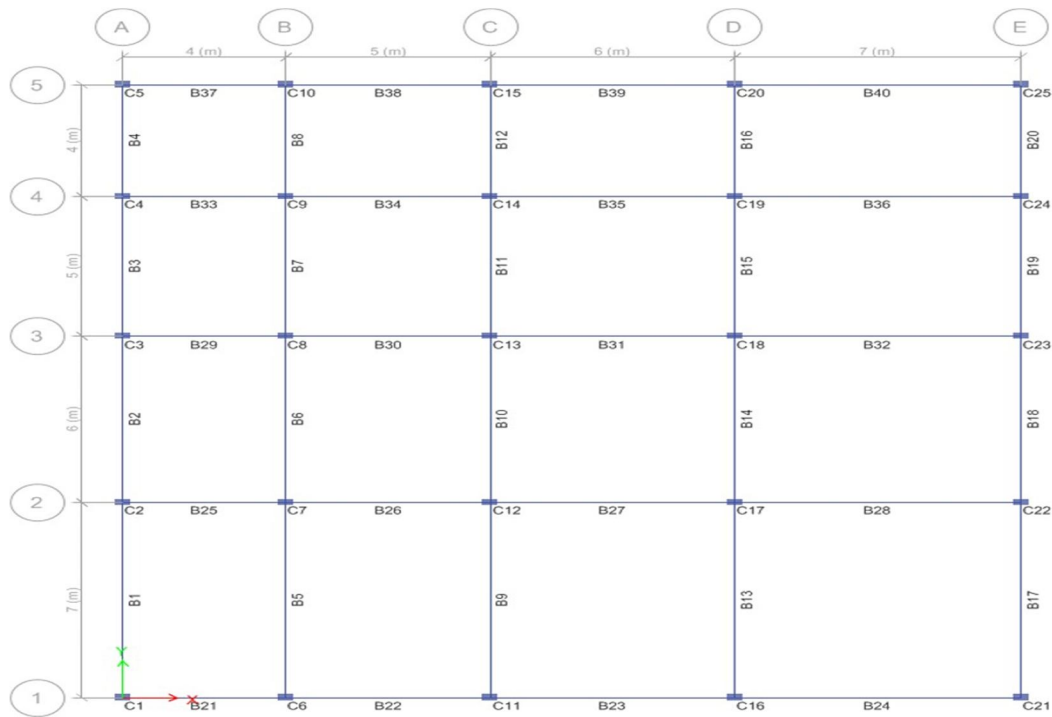 A B C D E
4 (m) 5 (m) 6 (m) 7 (m)
5
C5 B37 C10 B38 C15 B39 C20 B40 C25
4 (m) B4 B8 B12 B16 B20
4
C4 B33 C9 B34 C14 B35 C19 B36 C24
5 (m) B3 B7 B11 B15 B19
3
C3 B29 C8 B30 C13 B31 C18 B32 C23
6 (m) B2 B6 B10 B14 B18
2
C2 B25 C7 B26 C12 B27 C17 B28 C22
7 (m) B1 B5 B9 B13 B17
Y
1 X
C1 B21 C6 B22 C11 B23 C16 B24 C21